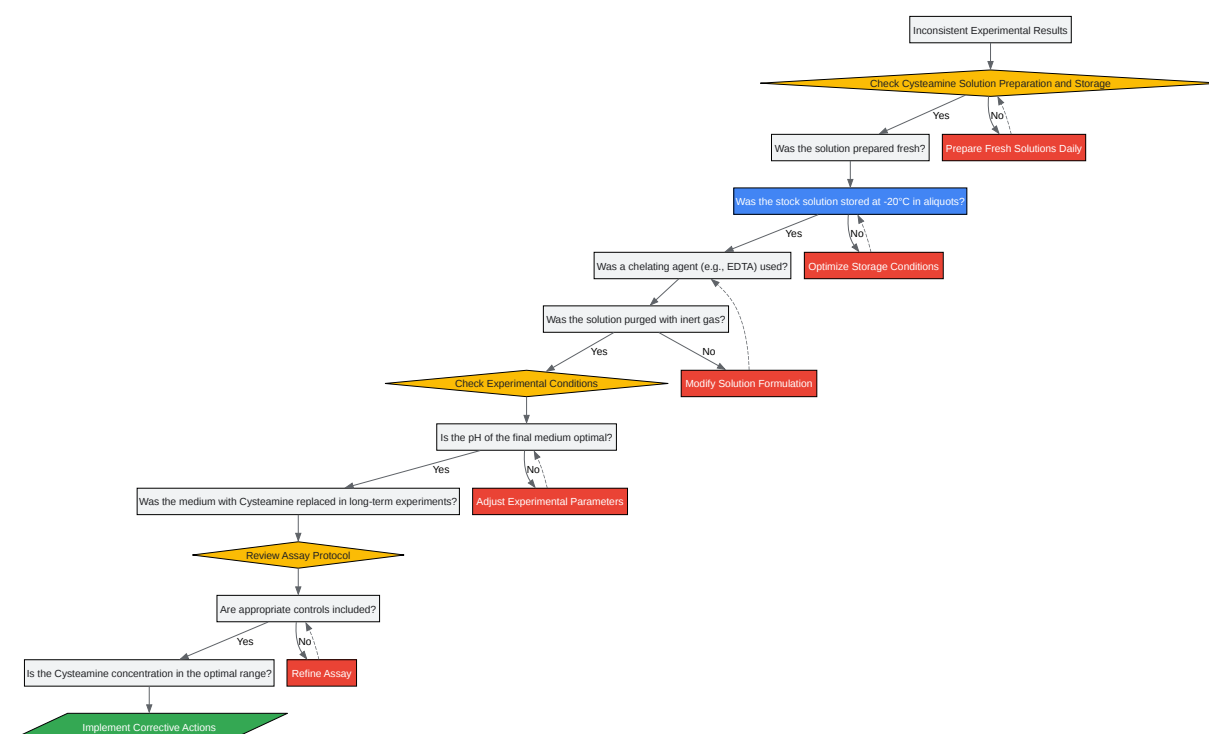 Inconsistent Experimental Results
Check Cysteamine Solution Preparation and Storage
Yes
No
Was the solution prepared fresh?
Prepare Fresh Solutions Daily
Was the stock solution stored at -20°C in aliquots?
Yes
No
Was a chelating agent (e.g., EDTA) used?
Optimize Storage Conditions
Was the solution purged with inert gas?
Yes
No
Check Experimental Conditions
Modify Solution Formulation
Is the pH of the final medium optimal?
Yes
No
Was the medium with Cysteamine replaced in long-term experiments?
Adjust Experimental Parameters
Review Assay Protocol
Are appropriate controls included?
Yes
No
Is the Cysteamine concentration in the optimal range?
Refine Assay
Implement Corrective Actions